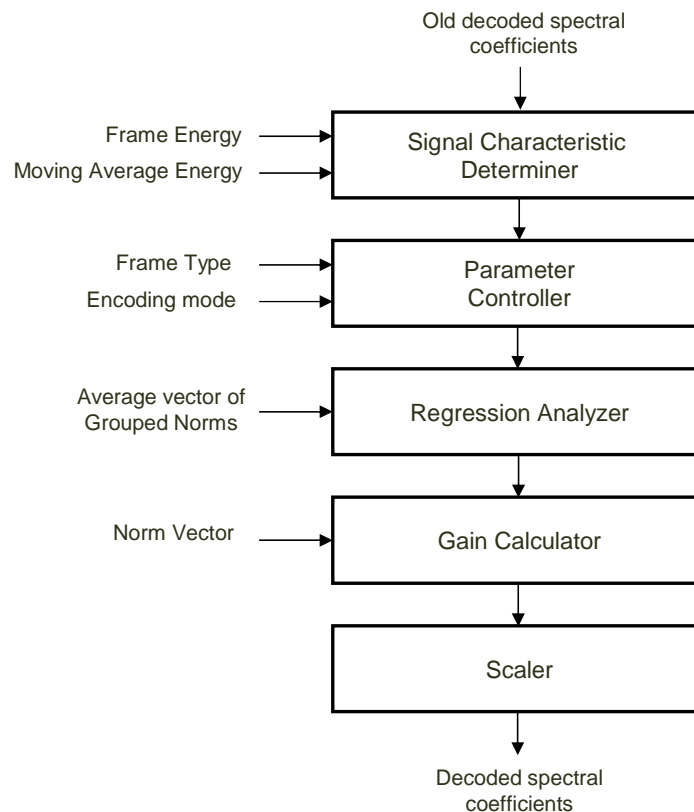 Old decoded spectral
coefficients
Frame Energy
Moving Average Energy
Signal Characteristic
Determiner
Frame Type
Encoding mode
Parameter
Controller
Average vector of
Grouped Norms
Regression Analyzer
Norm Vector
Gain Calculator
Scaler
Decoded spectral
coefficients